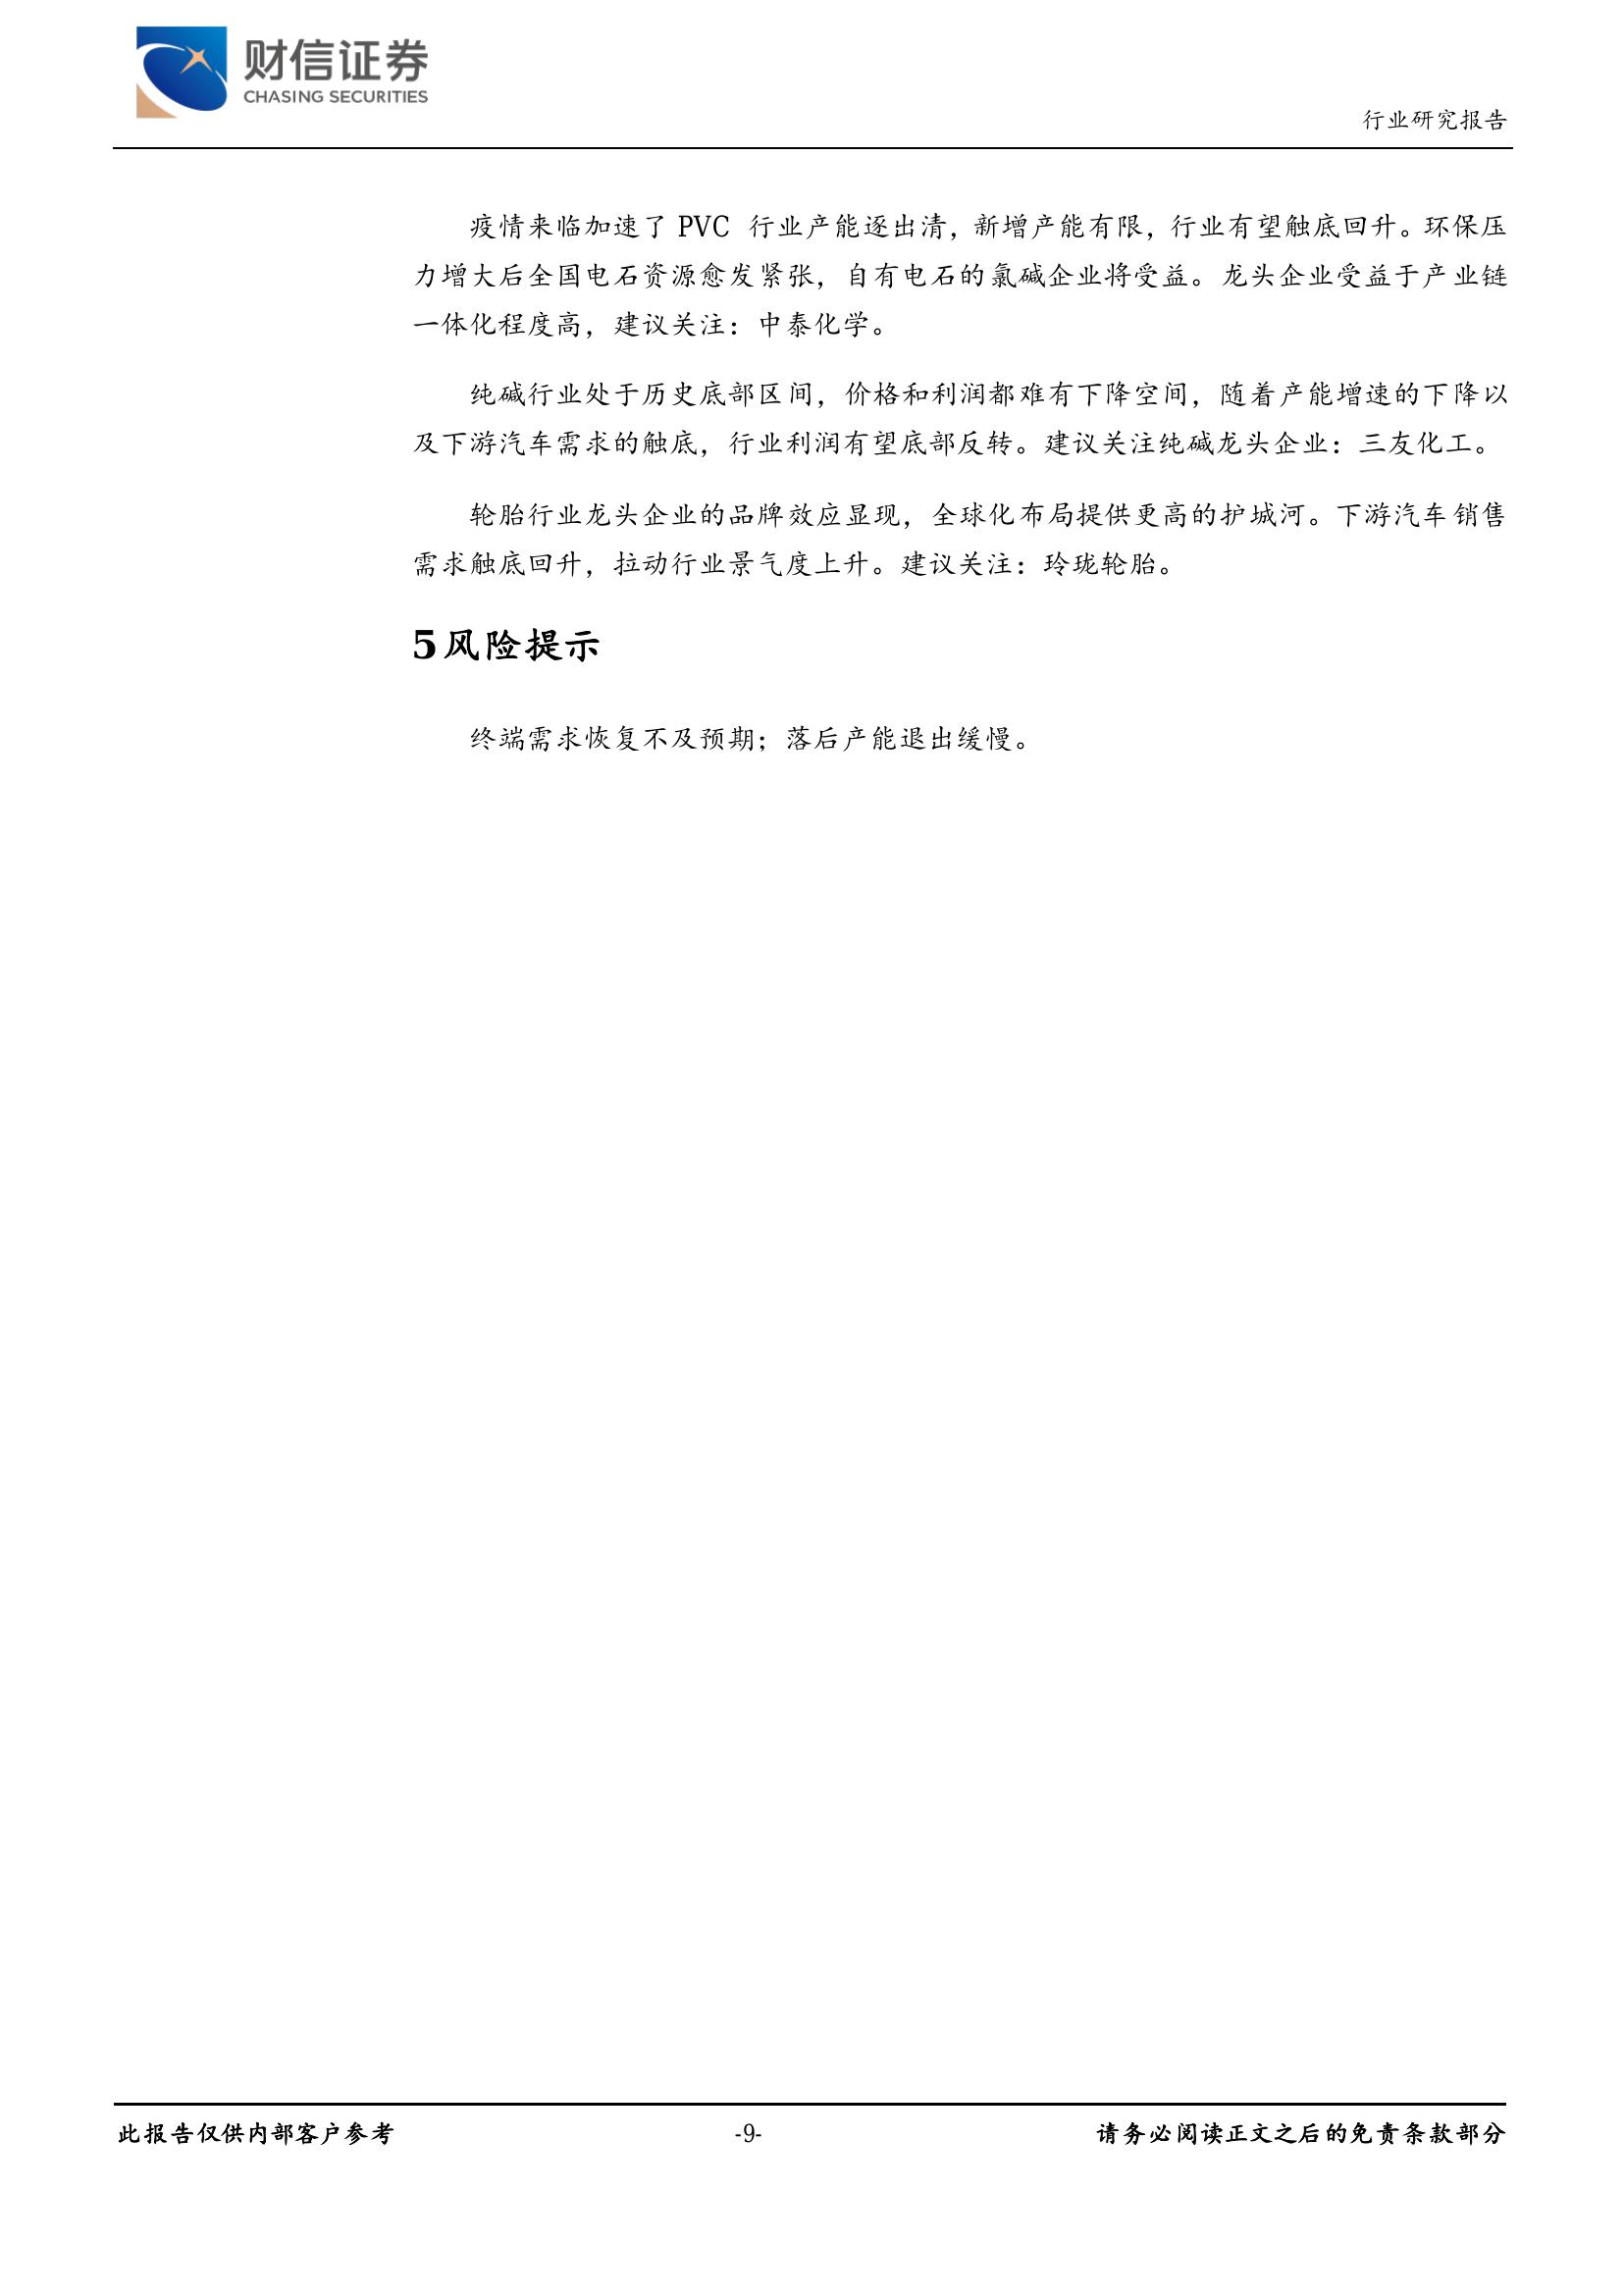 财信证券
CHASING SECURITIES
行业研究报告
疫情来临加速了 PVC 行业产能逐出清，新增产能有限，行业有望触底回升。环保压
力增大后全国电石资源愈发紧张，自有电石的氯碱企业将受益。龙头企业受益于产业链
一体化程度高，建议关注：中泰化学。
纯碱行业处于历史底部区间，价格和利润都难有下降空间，随着产能增速的下降以
及下游汽车需求的触底，行业利润有望底部反转。建议关注纯碱龙头企业：三友化工。
轮胎行业龙头企业的品牌效应显现，全球化布局提供更高的护城河。下游汽车销售
需求触底回升，拉动行业景气度上升。建议关注：玲珑轮胎。
5 风险提示
终端需求恢复不及预期；落后产能退出缓慢。
此报告仅供内部客户参考
-9-
请务必阅读正文之后的免责条款部分